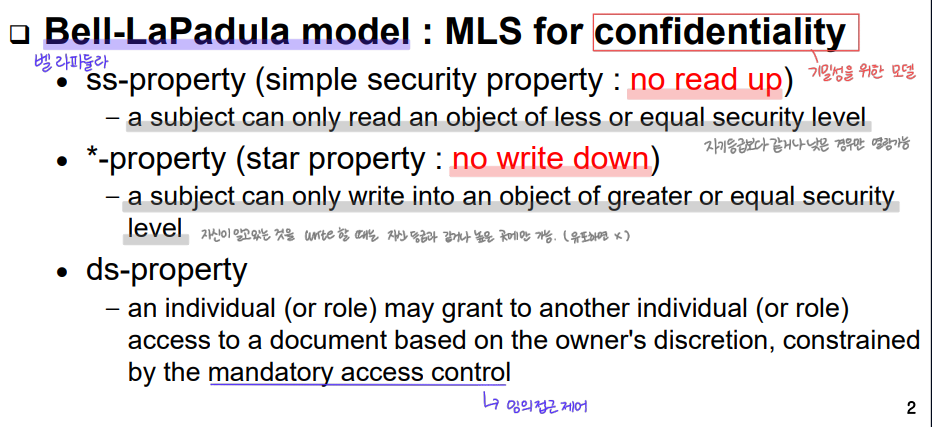 ❑ Bell-LaPadula model : MLS for confidentiality
벨 라파듈라
기밀성을 위한 모델
• ss-property (simple security property : no read up)
– a subject can only read an object of less or equal security level
자기등급보다 같거나 낮은 경우만 열람가능
• *-property (star property : no write down)
– a subject can only write into an object of greater or equal security
level
자신이 알고있는 것을 write 할 때는 자신 등급과 같거나 높은 곳에만 가능. (유포하면 x)
• ds-property
– an individual (or role) may grant to another individual (or role)
access to a document based on the owner's discretion, constrained
by the mandatory access control
↳ 임의접근제어
2